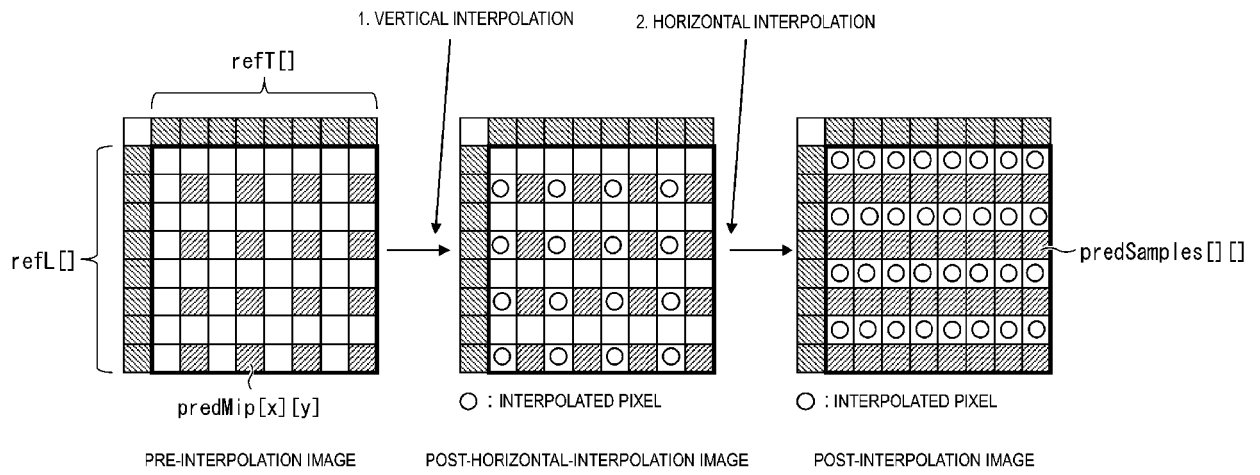 1. VERTICAL INTERPOLATION
2. HORIZONTAL INTERPOLATION
refT[]
refL[]
predSamples[][]
predMip[x][y]
○ : INTERPOLATED PIXEL
○ : INTERPOLATED PIXEL
PRE-INTERPOLATION IMAGE
POST-HORIZONTAL-INTERPOLATION IMAGE
POST-INTERPOLATION IMAGE